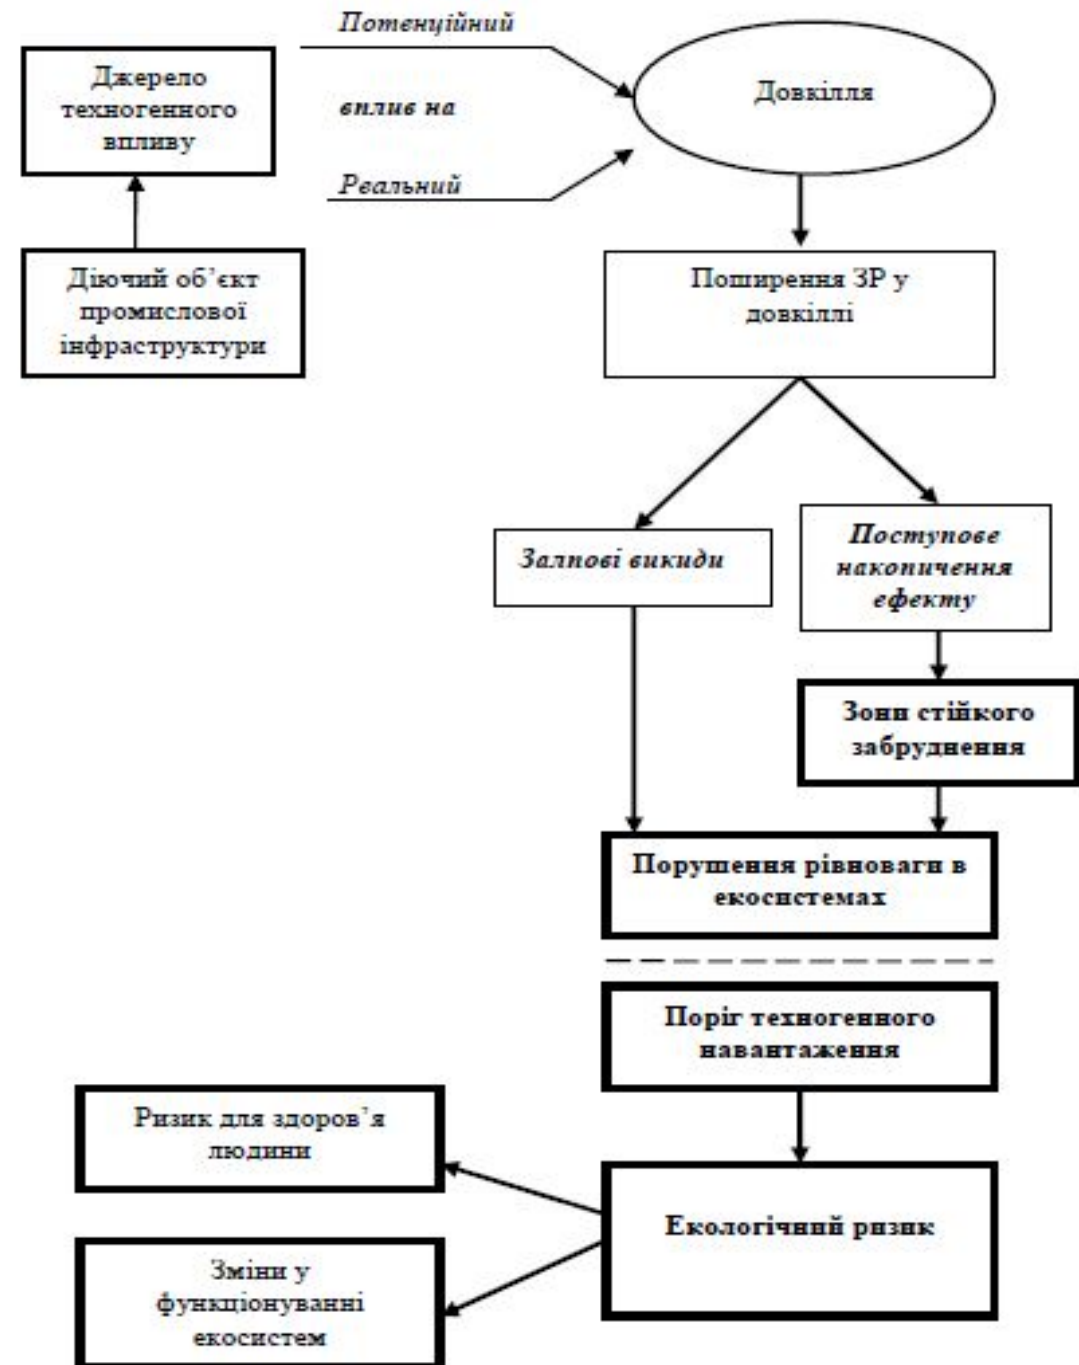 Потенційний
Джерело
техногенного
впливу
вплив на
Довкілля
Реальний
Діючий об’єкт
промислової
інфраструктури
Поширення ЗР у
довкіллі
Залпові викиди
Поступове
накопичення
ефекту
Зони стійкого
забруднення
Порушення рівноваги в
екосистемах
Поріг техногенного
навантаження
Ризик для здоров’я
людини
Екологічний ризик
Зміни у
функціонуванні
екосистем